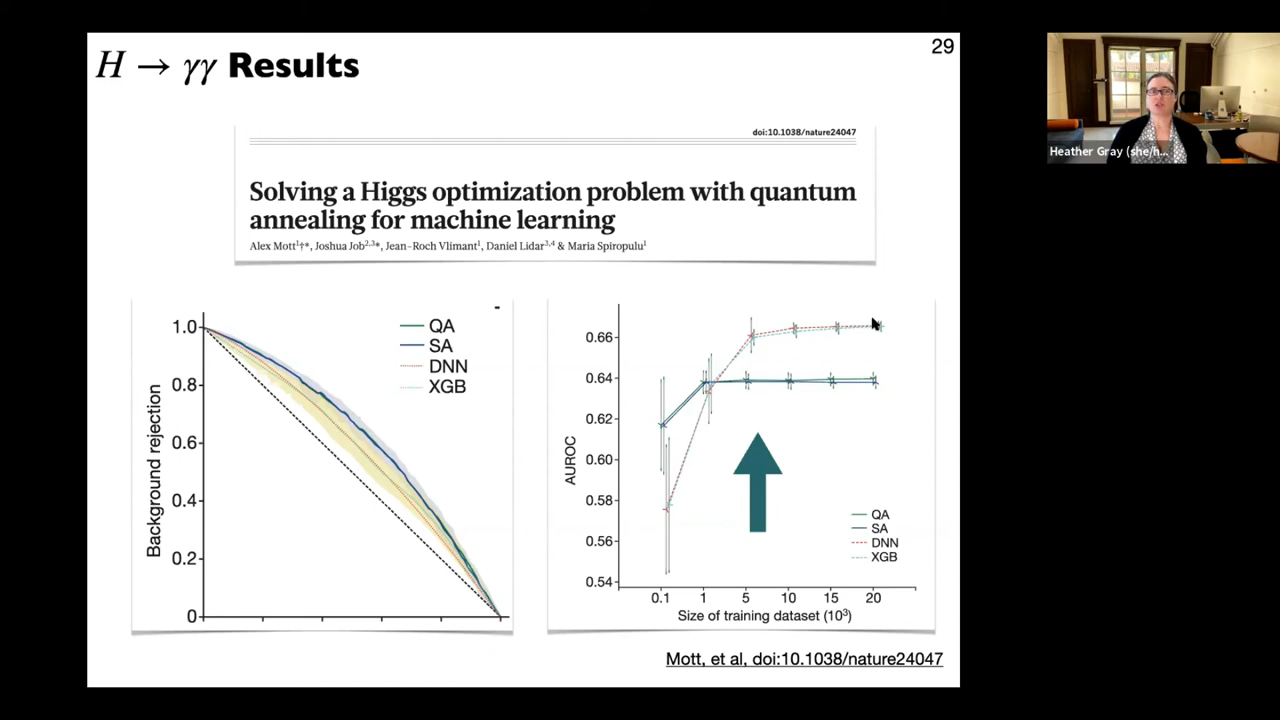 29
H → γγ Results
doi:10.1038/nature24047
Solving a Higgs optimization problem with quantum
annealing for machine learning
Alex Mott¹†*, Joshua Job²,³*, Jean-Roch Vlimant¹, Daniel Lidar³,⁴ & Maria Spiropulu¹
Background rejection
1.0
0.8
0.6
0.4
0.2
0
QA
SA
DNN
XGB
AUROC
0.66
0.64
0.62
0.60
0.58
0.56
0.54
QA
SA
DNN
XGB
0.1 1 5 10 15 20
Size of training dataset (10³)
Mott, et al, doi:10.1038/nature24047
Heather Gray (she/h...